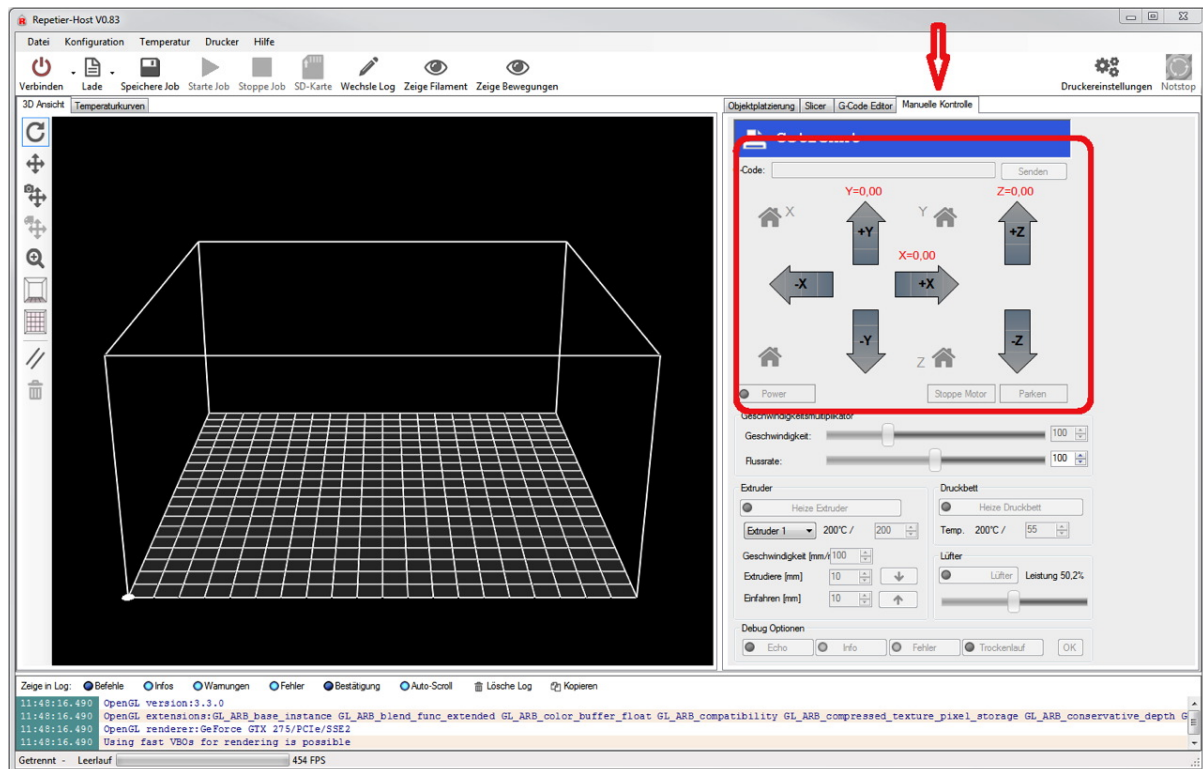 Repetier-Host V0.83
Datei Konfiguration Temperatur Drucker Hilfe
Verbinden Lade Speichere Job Starte Job Stoppe Job SD-Karte Wechsle Log Zeige Filament Zeige Bewegungen Druckereinstellungen Notstop
3D Ansicht Temperaturkurven
Objektplatzierung Slicer G-Code Editor Manuelle Kontrolle
-Code: Senden
Y=0,00 Z=0,00
X Y
+Y +Z
X=0,00
-X +X
-Y -Z
Z
Power Stoppe Motor Parken
Geschwindigkeitsmultiplikator
Geschwindigkeit: 100
Flussrate: 100
Extruder Druckbett
Heize Extruder Heize Druckbett
Extruder 1 200°C / 200 Temp. 200°C / 55
Geschwindigkeit [mm/ 100 Lüfter
Extrudiere [mm] 10 Lüfter Leistung 50,2%
Einfahren [mm] 10
Debug Optionen
Echo Info Fehler Trockenlauf OK
Zeige in Log: Befehle Infos Warnungen Fehler Bestätigung Auto-Scroll Lösche Log Kopieren
11:48:16.490 OpenGL version:3.3.0
11:48:16.490 OpenGL extensions:GL_ARB_base_instance GL_ARB_blend_func_extended GL_ARB_color_buffer_float GL_ARB_compatibility GL_ARB_compressed_texture_pixel_storage GL_ARB_conservative_depth G
11:48:16.490 OpenGL renderer:GeForce GTX 275/PCIe/SSE2
11:48:16.490 Using fast VBOs for rendering is possible
Getrennt - Leerlauf 454 FPS